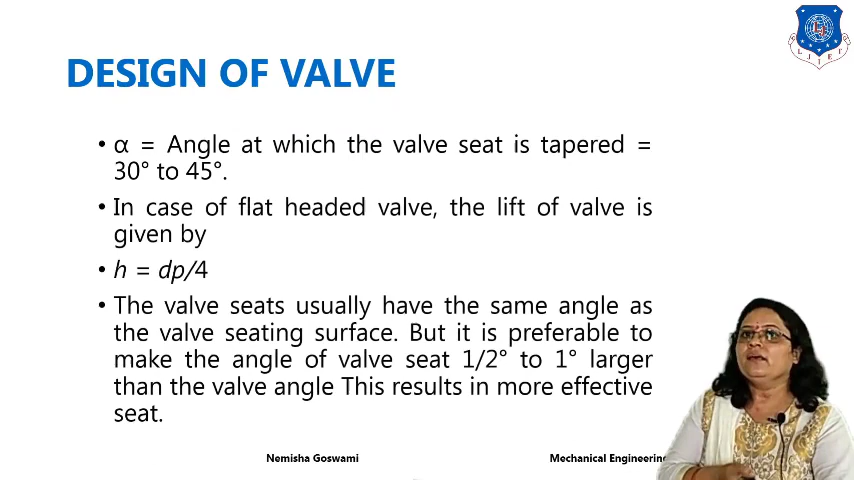 DESIGN OF VALVE
• α = Angle at which the valve seat is tapered =
30° to 45°.
• In case of flat headed valve, the lift of valve is
given by
• h = dp/4
• The valve seats usually have the same angle as
the valve seating surface. But it is preferable to
make the angle of valve seat 1/2° to 1° larger
than the valve angle This results in more effective
seat.
Nemisha Goswami
Mechanical Engineering
LJIET